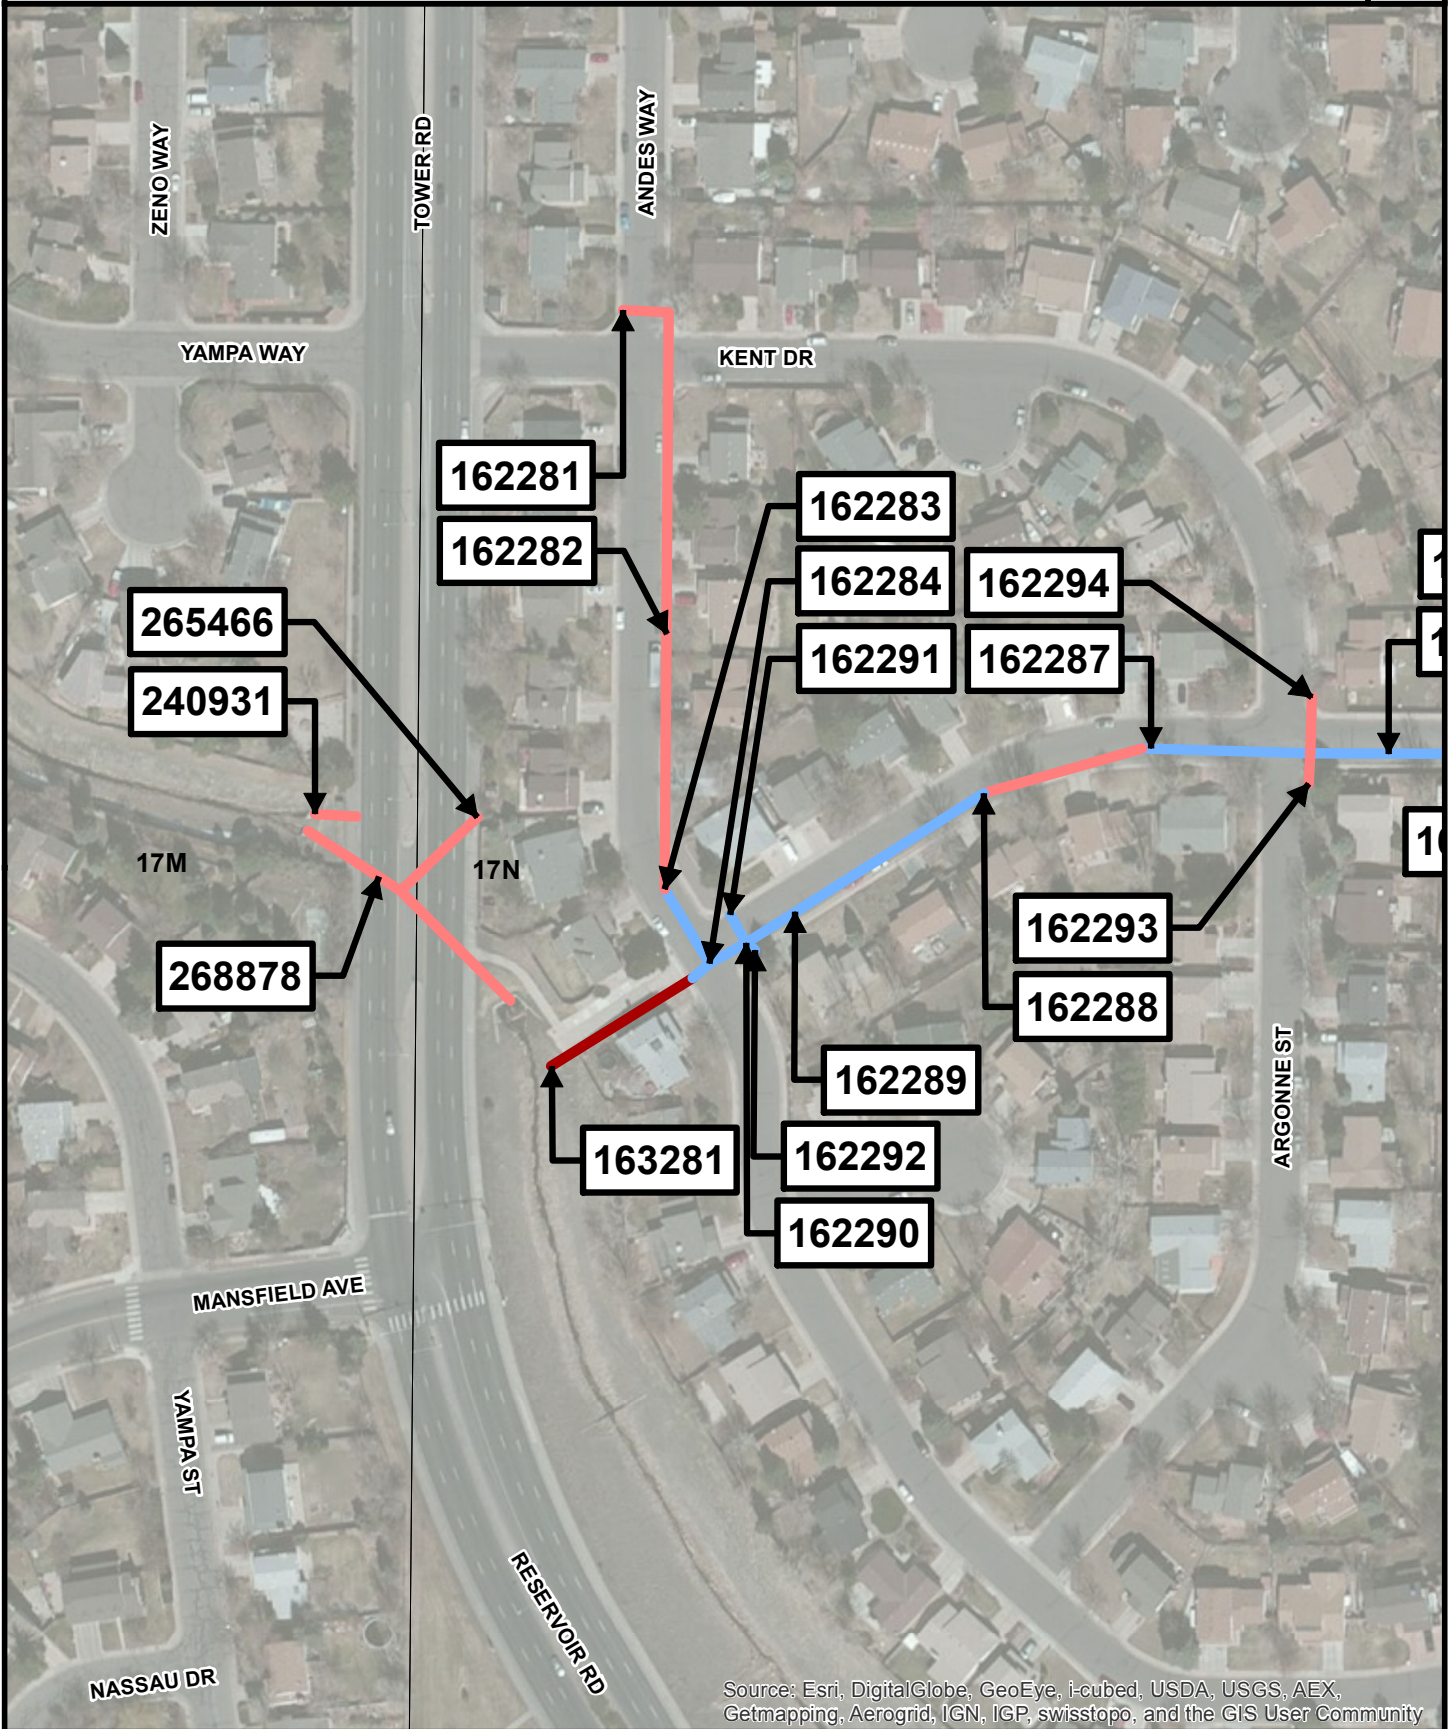 ZENO WAY
TOWER RD
ANDES WAY
YAMPA WAY
KENT DR
162281
162282
162283
162284
162291
162294
162287
265466
240931
17M
17N
268878
162293
162288
162289
163281
162292
162290
ARGONNE ST
MANSFIELD AVE
YAMPA ST
RESERVOIR RD
NASSAU DR
Source: Esri, DigitalGlobe, GeoEye, i-cubed, USDA, USGS, AEX,
Getmapping, Aerogrid, IGN, IGP, swisstopo, and the GIS User Community